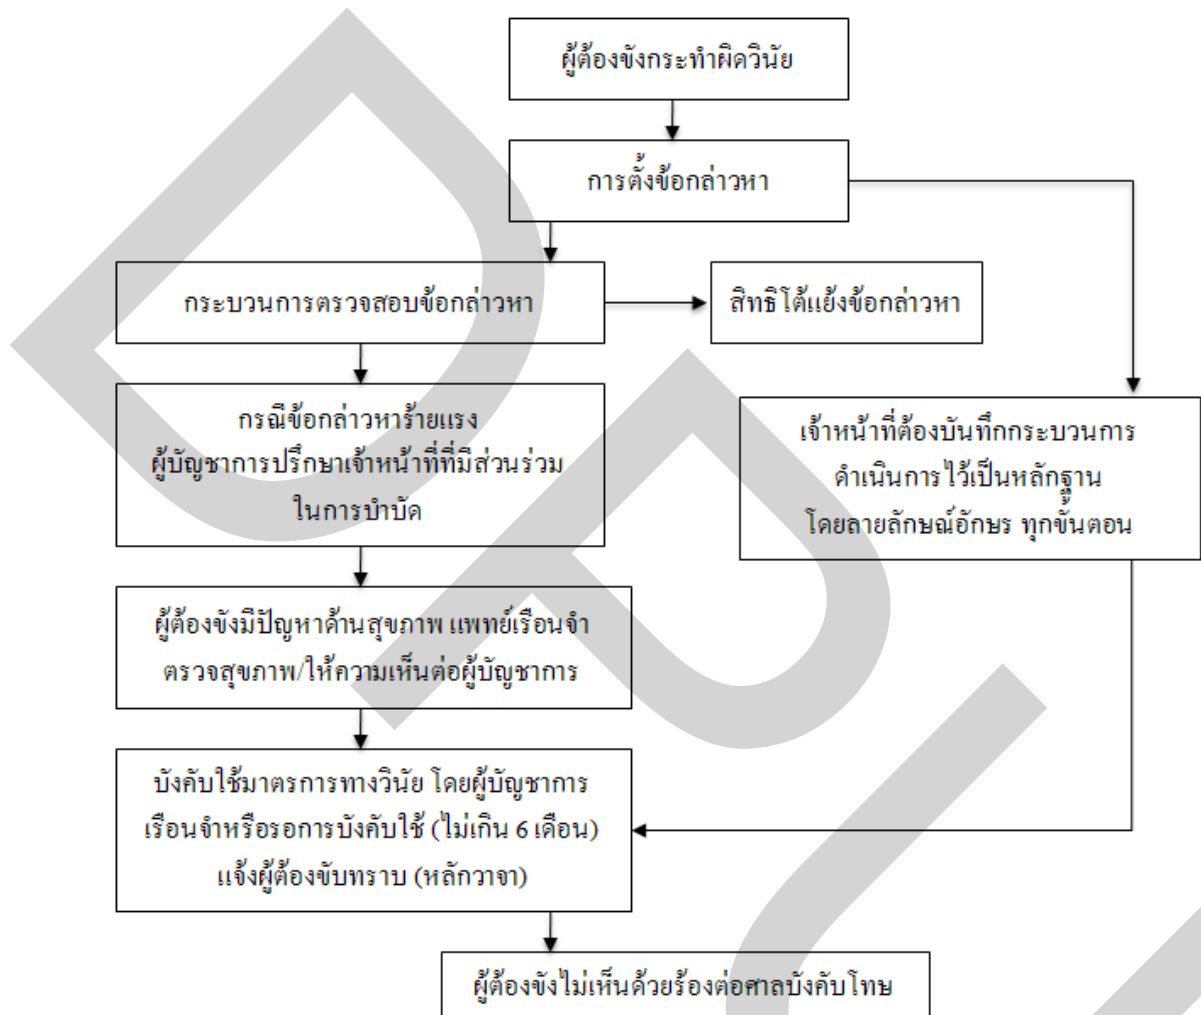 ผู้ต้องขังกระทำผิดวินัย
การตั้งข้อกล่าวหา
กระบวนการตรวจสอบข้อกล่าวหา
สิทธิโต้แย้งข้อกล่าวหา
กรณีข้อกล่าวหาร้ายแรง
ผู้บัญชาการปรึกษาเจ้าหน้าที่ที่มีส่วนร่วม
ในการบำบัด
เจ้าหน้าที่ต้องบันทึกกระบวนการ
ดำเนินการไว้เป็นหลักฐาน
โดยลายลักษณ์อักษร ทุกขั้นตอน
ผู้ต้องขังมีปัญหาด้านสุขภาพ แพทย์เรือนจำ
ตรวจสุขภาพ/ให้ความเห็นต่อผู้บัญชาการ
บังคับใช้มาตรการทางวินัย โดยผู้บัญชาการ
เรือนจำหรือรอการบังคับใช้ (ไม่เกิน 6 เดือน)
แจ้งผู้ต้องขับทราบ (หลักวาจา)
ผู้ต้องขังไม่เห็นด้วยร้องต่อศาลบังคับโทษ